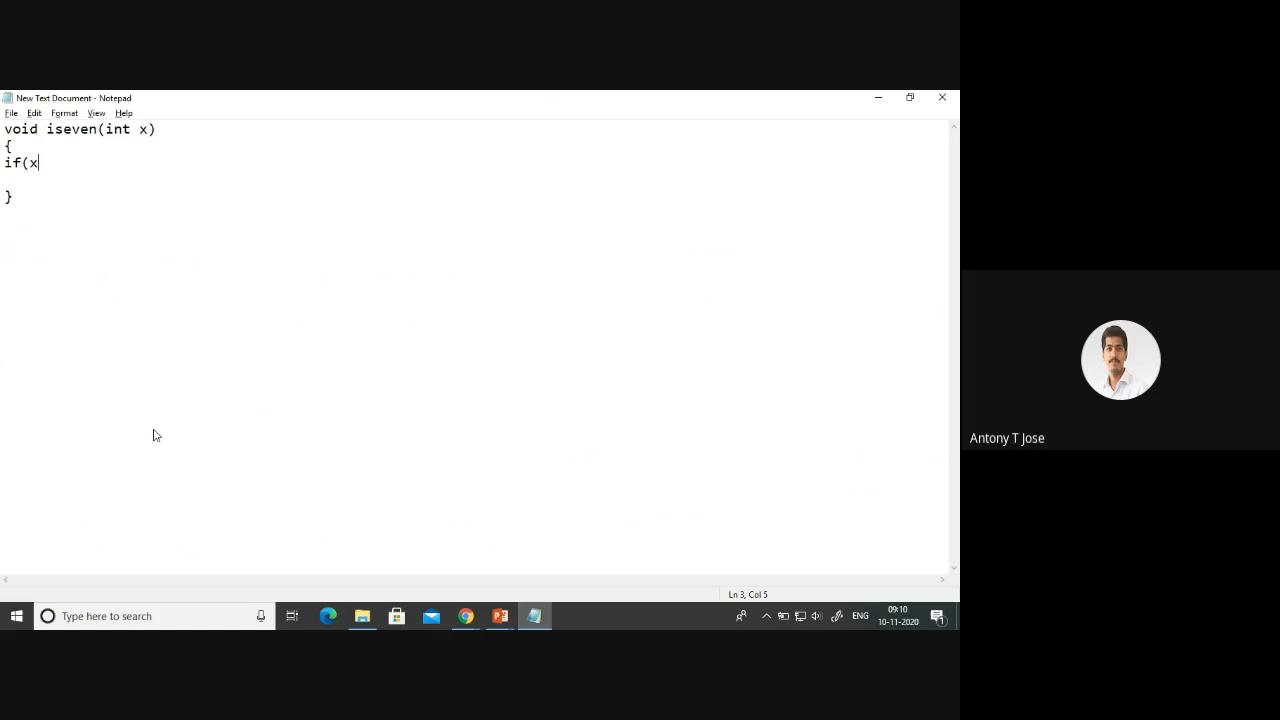 New Text Document - Notepad
File Edit Format View Help
void iseven(int x)
{
if(x
}
Antony T Jose
Ln 3, Col 5
Type here to search
ENG
09:10
10-11-2020
1